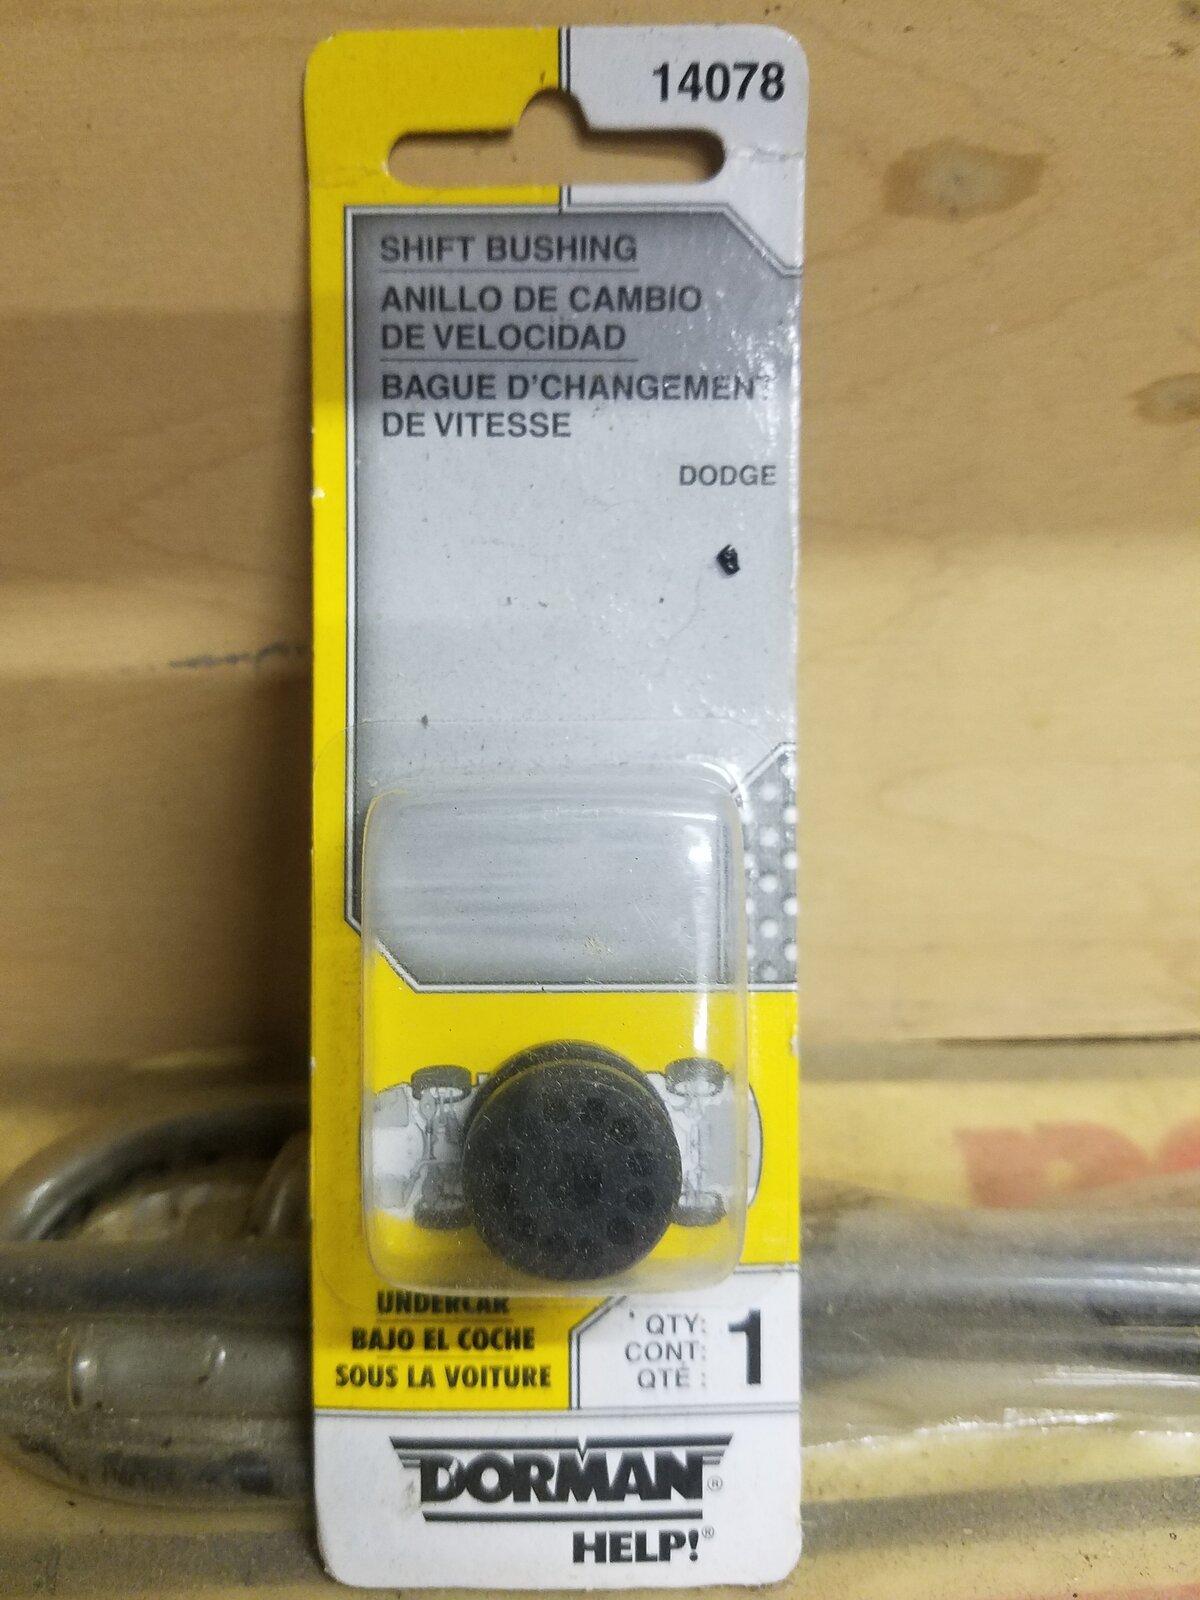 14078
SHIFT BUSHING
ANILLO DE CAMBIO
DE VELOCIDAD
BAGUE D'CHANGEMENT
DE VITESSE
DODGE
UNDERCAR
BAJO EL COCHE
SOUS LA VOITURE
QTY:
CONT:
QTÉ :
1
DORMAN®
HELP!®